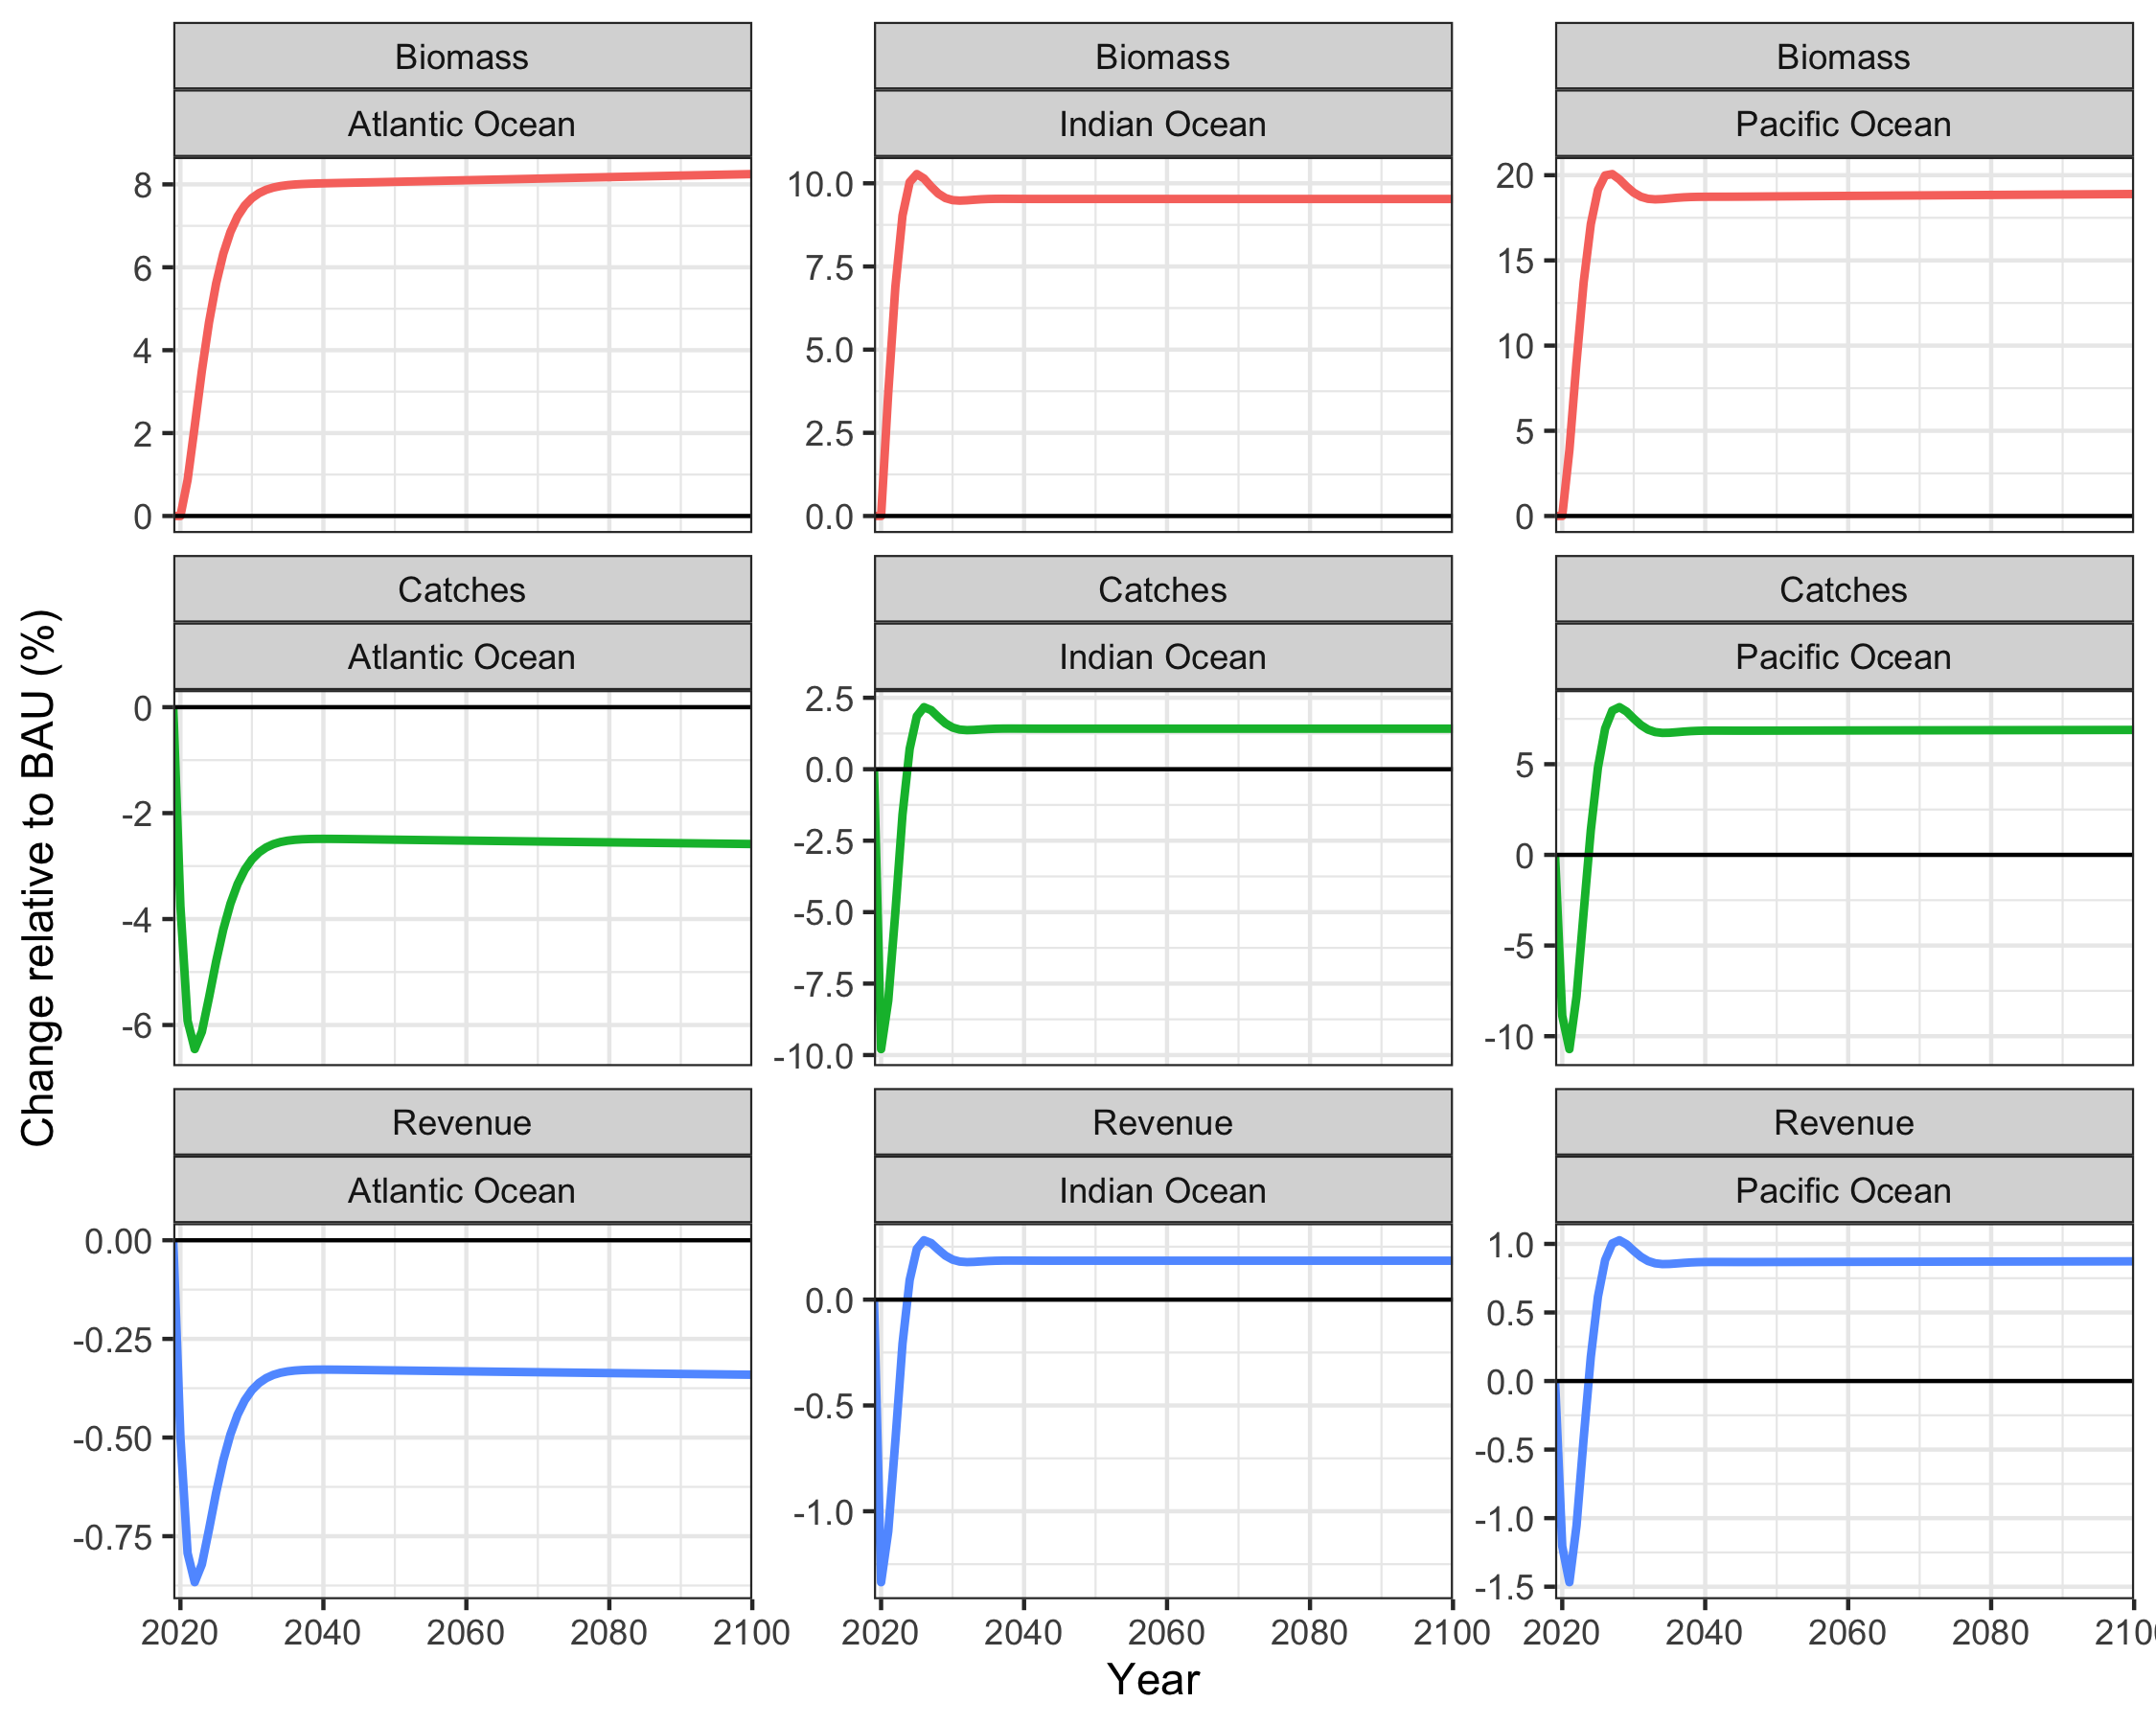 Biomass
Atlantic Ocean
8
6
4
2
0
Biomass
Indian Ocean
10.0
7.5
5.0
2.5
0.0
Biomass
Pacific Ocean
20
15
10
5
0
Change relative to BAU (%)
Catches
Atlantic Ocean
0
-2
-4
-6
Catches
Indian Ocean
2.5
0.0
-2.5
-5.0
-7.5
-10.0
Catches
Pacific Ocean
5
0
-5
-10
Revenue
Atlantic Ocean
0.00
-0.25
-0.50
-0.75
2020 2040 2060 2080 2100
Revenue
Indian Ocean
0.0
-0.5
-1.0
2020 2040 2060 2080 2100
Revenue
Pacific Ocean
1.0
0.5
0.0
-0.5
-1.0
-1.5
2020 2040 2060 2080
Year